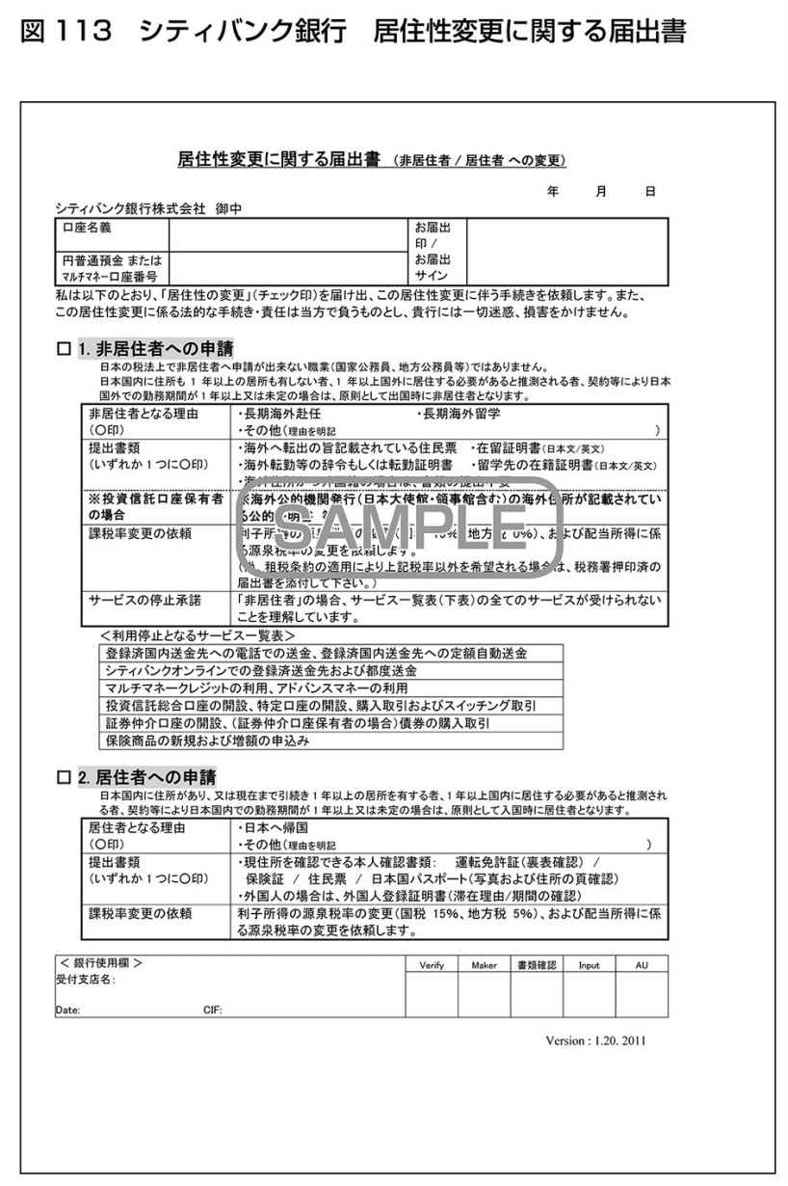 図 113　シティバンク銀行　居住性変更に関する届出書
居住性変更に関する届出書 （非居住者 / 居住者 への変更）
年　月　日
シティバンク銀行株式会社　御中
口座名義
お届出印 / お届出サイン
円普通預金 または
マルチマネー口座番号
私は以下のとおり、「居住性の変更」（チェック印）を届け出、この居住性変更に伴う手続きを依頼します。また、
この居住性変更に係る法的な手続き・責任は当方で負うものとし、貴行には一切迷惑、損害をかけません。
□ 1. 非居住者への申請
日本の税法上で非居住者へ申請が出来ない職業（国家公務員、地方公務員等）ではありません。
日本国内に住所も 1 年以上の居所も有しない者、1 年以上国外に居住する必要があると推測される者、契約等により日本
国外での勤務期間が 1 年以上又は未定の場合は、原則として出国時に非居住者となります。
非居住者となる理由　・長期海外赴任　・長期海外留学
（○印）　・その他（理由を明記　）
提出書類　・海外へ転出の旨記載されている住民票　・在留証明書（日本文/英文）
（いずれか 1 つに○印）　・海外転勤等の辞令もしくは転勤証明書　・留学先の在籍証明書（日本文/英文）
※投資信託口座保有者　※海外公的機関発行（日本大使館・領事館含む）の海外住所が記載されてい
の場合　る公的
SAMPLE
課税率変更の依頼　地方税 0%）、および配当所得に係
る源泉税率の変更を依頼します。
租税条約の適用により上記税率以外を希望される場合は、税務署押印済の
届出書を添付して下さい。）
サービスの停止承諾　「非居住者」の場合、サービス一覧表（下表）の全てのサービスが受けられない
ことを理解しています。
＜利用停止となるサービス一覧表＞
登録済国内送金先への電話での送金、登録済国内送金先への定額自動送金
シティバンクオンラインでの登録済送金先および都度送金
マルチマネークレジットの利用、アドバンスマネーの利用
投資信託総合口座の開設、特定口座の開設、購入取引およびスイッチング取引
証券仲介口座の開設、（証券仲介口座保有者の場合）債券の購入取引
保険商品の新規および増額の申込み
□ 2. 居住者への申請
日本国内に住所があり、又は現在まで引続き 1 年以上の居所を有する者、1 年以上国内に居住する必要があると推測され
る者、契約等により日本国内での勤務期間が 1 年以上又は未定の場合は、原則として入国時に居住者となります。
居住者となる理由　・日本へ帰国
（○印）　・その他（理由を明記　）
提出書類　・現住所を確認できる本人確認書類：　運転免許証（裏表確認） /
（いずれか 1 つに○印）　保険証 / 住民票 / 日本国パスポート（写真および住所の頁確認）
・外国人の場合は、外国人登録証明書（滞在理由/期間の確認）
課税率変更の依頼　利子所得の源泉税率の変更（国税 15%、地方税 5%）、および配当所得に係
る源泉税率の変更を依頼します。
＜ 銀行使用欄 ＞　Verify　Maker　書類確認　Input　AU
受付支店名：
Date:　CIF:
Version : 1.20. 2011